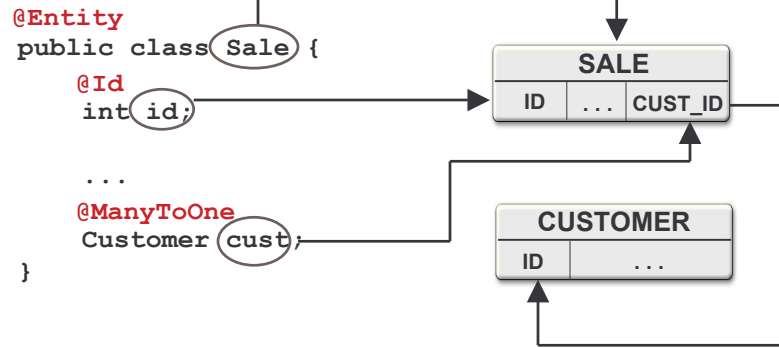 @Entity
public class Sale {
@Id
int id;
...
@ManyToOne
Customer cust;
}
SALE
ID ... CUST_ID
CUSTOMER
ID ...